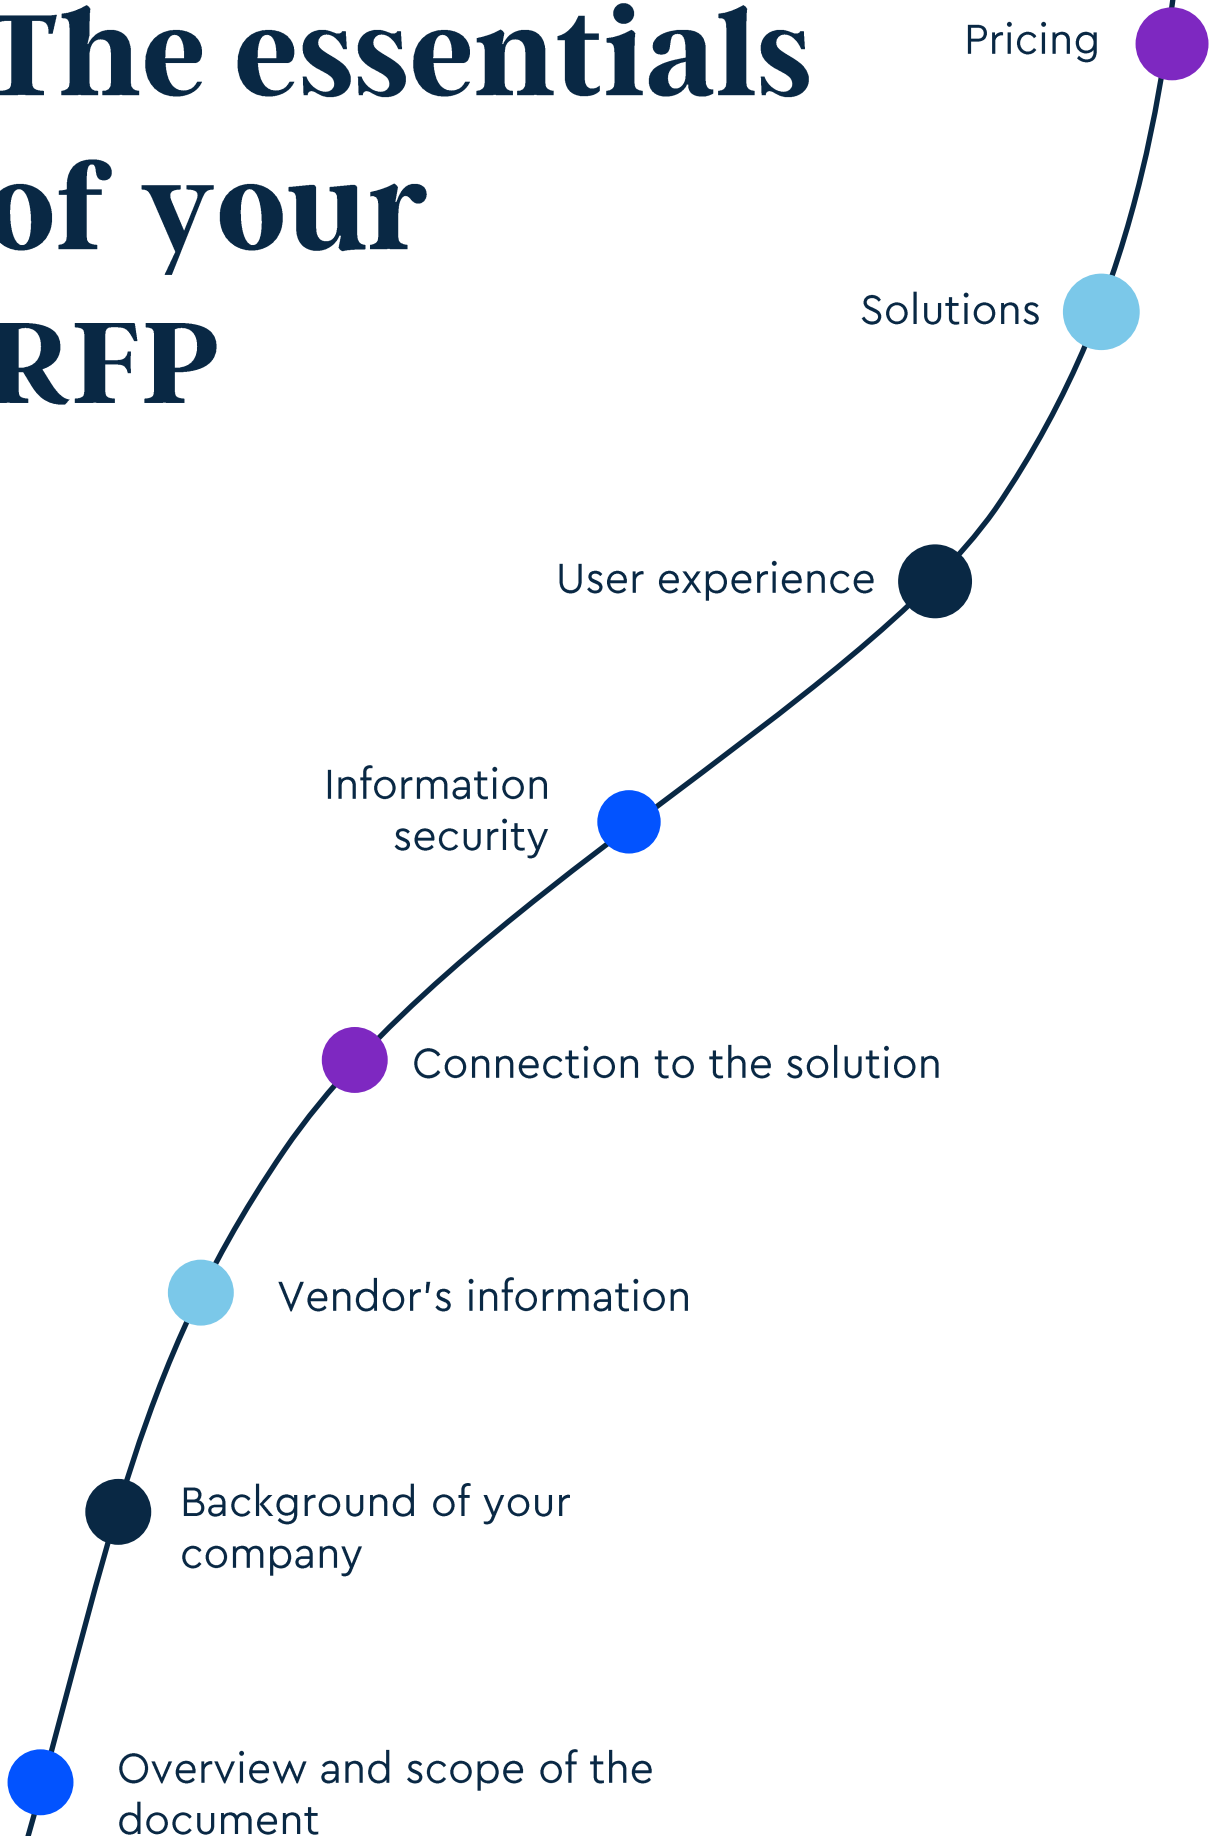 The essentials
of your
RFP
Pricing
Solutions
User experience
Information
security
Connection to the solution
Vendor's information
Background of your
company
Overview and scope of the
document